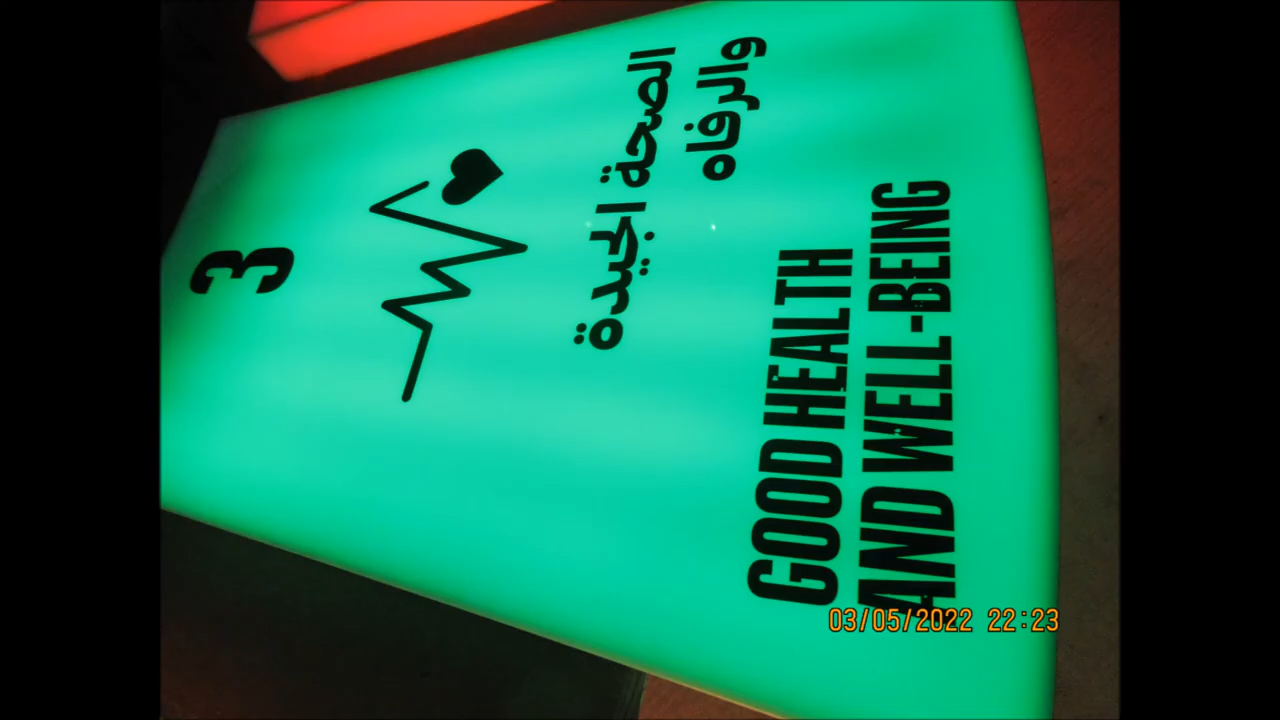 3
الصحة الجيدة
والرفاه
GOOD HEALTH
AND WELL-BEING
03/05/2022 22:23